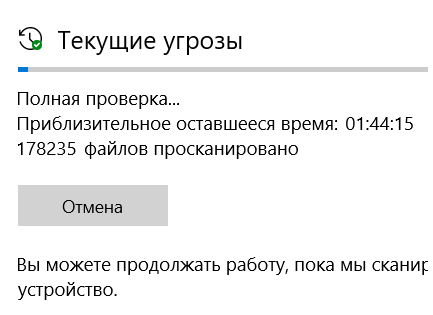 Текущие угрозы
Полная проверка...
Приблизительное оставшееся время: 01:44:15
178235 файлов просканировано
Отмена
Вы можете продолжать работу, пока мы
устройство.